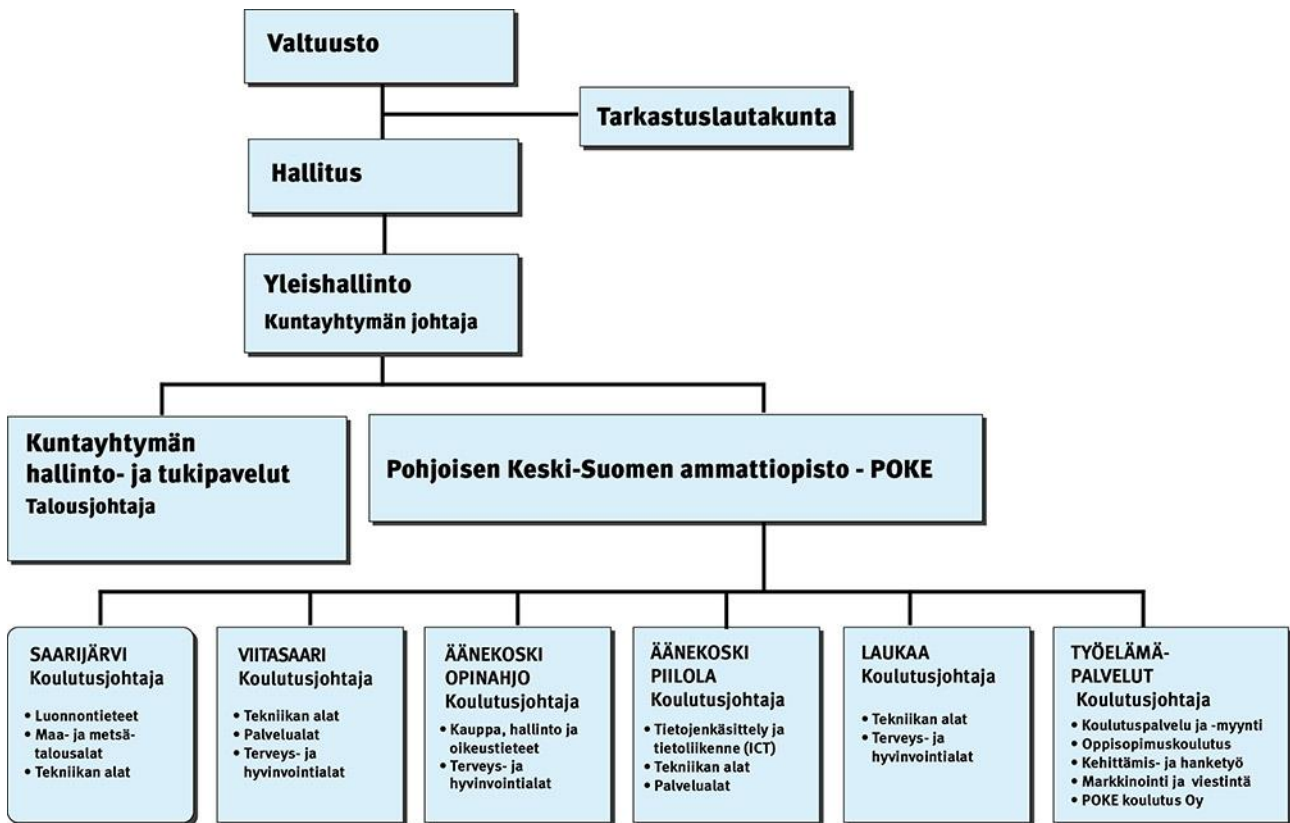 Valtuusto
Tarkastuslautakunta
Hallitus
Yleishallinto
Kuntayhtymän johtaja
Kuntayhtymän
hallinto- ja tukipavelut
Talousjohtaja
Pohjoisen Keski-Suomen ammattiopisto - POKE
SAARIJÄRVI
Koulutusjohtaja
• Luonnontieteet
• Maa- ja metsä-
talousalat
• Tekniikan alat
VIITASAARI
Koulutusjohtaja
• Tekniikan alat
• Palvelualat
• Terveys- ja
hyvinvointialat
ÄÄNEKOSKI
OPINAHJO
Koulutusjohtaja
• Kauppa, hallinto ja
oikeustieteet
• Terveys- ja
hyvinvointialat
ÄÄNEKOSKI
PIILOLA
Koulutusjohtaja
• Tietojenkäsittely ja
tietoliikenne (ICT)
• Tekniikan alat
• Palvelualat
LAUKAA
Koulutusjohtaja
• Tekniikan alat
• Terveys- ja
hyvinvointialat
TYÖELÄMÄ-
PALVELUT
Koulutusjohtaja
• Koulutuspalvelu ja -myynti
• Oppisopimuskoulutus
• Kehittämis- ja hanketyö
• Markkinointi ja viestintä
• POKE koulutus Oy